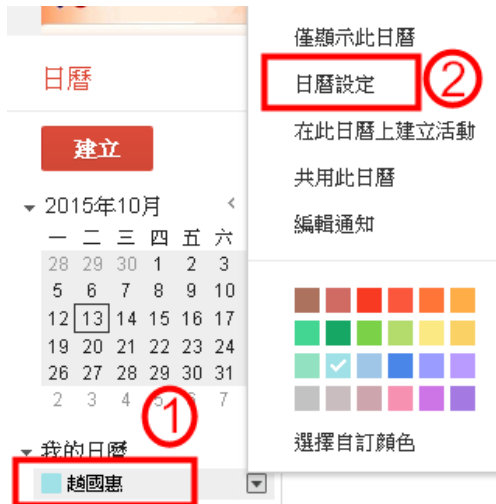 日曆
建立
2015年10月 <
一 二 三 四 五 六
28 29 30 1 2 3
5 6 7 8 9 10
12 13 14 15 16 17
19 20 21 22 23 24
26 27 28 29 30 31
2 3 4 5 6 7
1
我的日曆
趙國惠
僅顯示此日曆
日曆設定
2
在此日曆上建立活動
共用此日曆
編輯通知
選擇自訂顏色